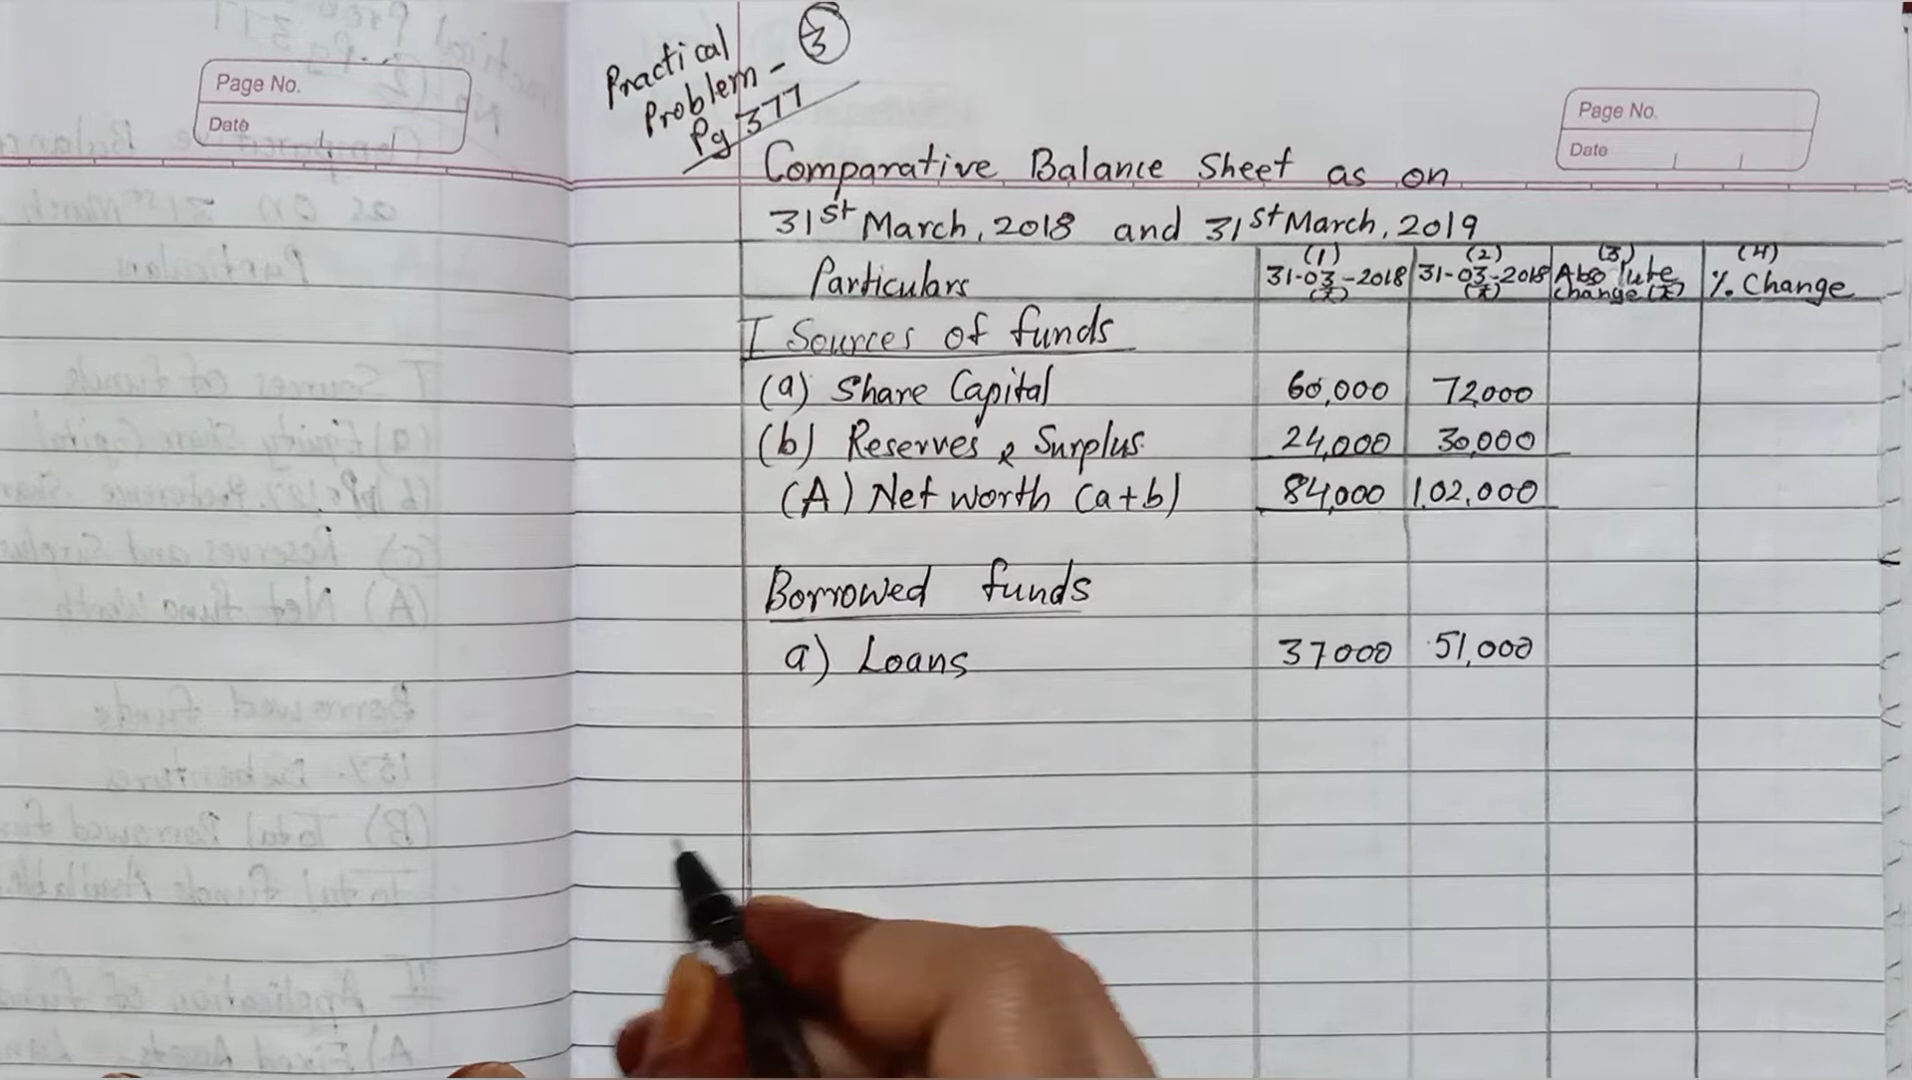 Page No.
Date
Practical
Problem - 3
Pg 377
Page No.
Date
Comparative Balance Sheet as on
31st March, 2018 and 31st March, 2019
Particulars (1) 31-03-2018 (₹) (2) 31-03-2018 (₹) (3) Absolute Change (₹) (4) % Change
I Sources of funds
(a) Share Capital 60,000 72,000
(b) Reserves & Surplus 24,000 30,000
(A) Net worth (a+b) 84,000 1,02,000
Borrowed funds
a) Loans 37000 51,000